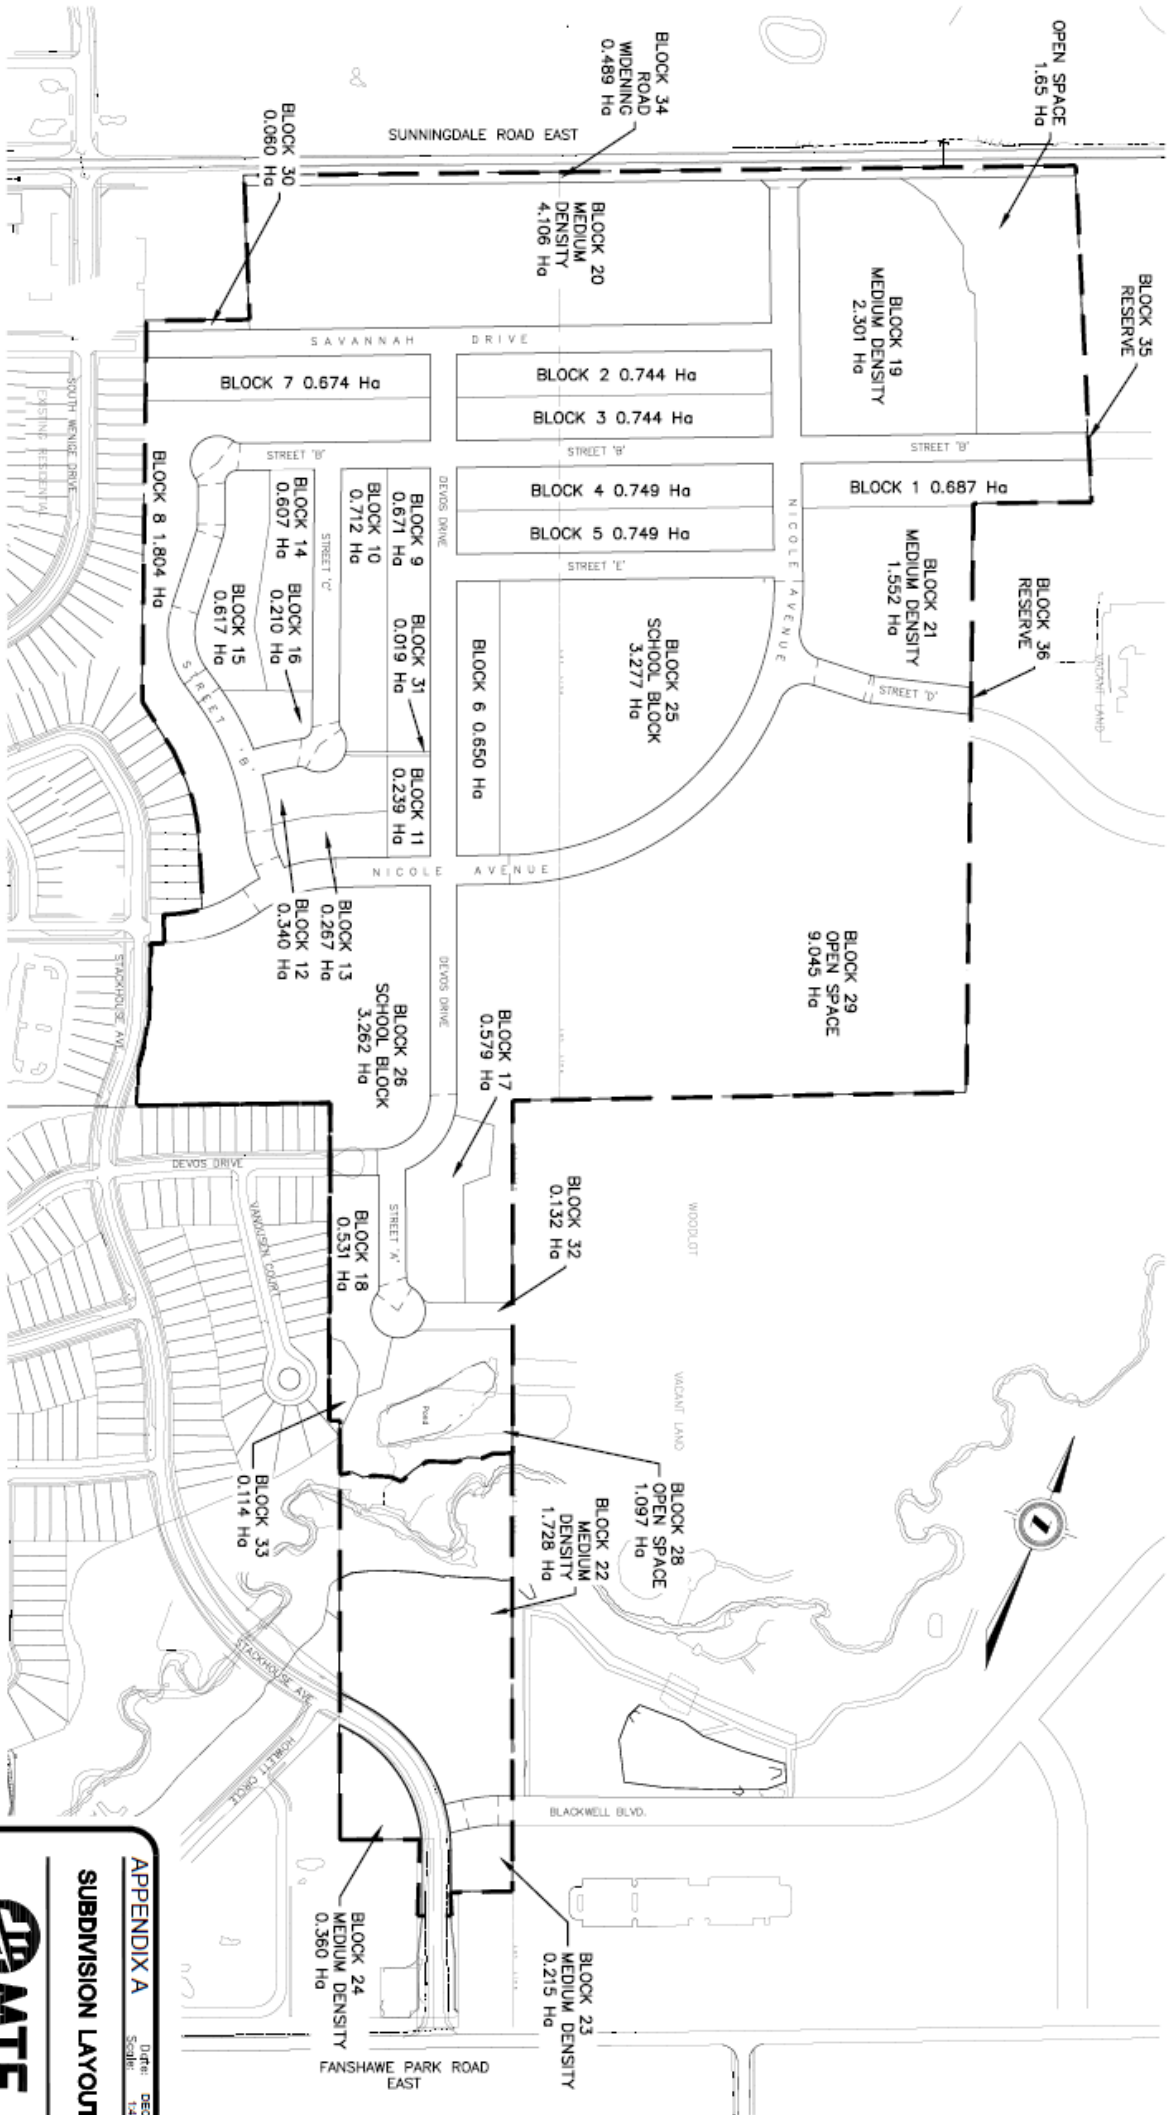 OPEN SPACE
1.65 Ha
BLOCK 34
ROAD
WIDENING
0.489 Ha
SUNNINGDALE ROAD EAST
BLOCK 30
0.060 Ha
BLOCK 20
MEDIUM
DENSITY
4.106 Ha
BLOCK 35
RESERVE
BLOCK 19
MEDIUM DENSITY
2.301 Ha
SAVANNAH DRIVE
BLOCK 7 0.674 Ha
BLOCK 2 0.744 Ha
BLOCK 3 0.744 Ha
STREET 'B'
STREET 'B'
STREET 'B'
SOUTH WENIGE DRIVE
EXISTING RESIDENTIAL
BLOCK 8 1.804 Ha
BLOCK 4 0.749 Ha
BLOCK 5 0.749 Ha
BLOCK 1 0.687 Ha
BLOCK 14
0.607 Ha
STREET 'C'
BLOCK 10
0.712 Ha
BLOCK 9
0.671 Ha
DEVOS DRIVE
NICOLE AVENUE
STREET 'E'
BLOCK 21
MEDIUM DENSITY
1.552 Ha
BLOCK 36
RESERVE
VACANT LAND
BLOCK 15
0.617 Ha
BLOCK 16
0.210 Ha
BLOCK 31
0.019 Ha
BLOCK 6 0.650 Ha
BLOCK 25
SCHOOL BLOCK
3.277 Ha
STREET 'D'
STREET 'B'
BLOCK 11
0.239 Ha
NICOLE AVENUE
BLOCK 12
0.340 Ha
BLOCK 13
0.267 Ha
BLOCK 29
OPEN SPACE
9.045 Ha
STACKHOUSE AVE
BLOCK 26
SCHOOL BLOCK
3.262 Ha
DEVOS DRIVE
BLOCK 17
0.579 Ha
DEVOS DRIVE
VANDUSEN COURT
BLOCK 18
0.531 Ha
STREET 'A'
BLOCK 32
0.132 Ha
WOODLOT
VACANT LAND
Pond
BLOCK 33
0.114 Ha
BLOCK 28
OPEN SPACE
1.097 Ha
BLOCK 22
MEDIUM
DENSITY
1.728 Ha
STACKHOUSE AVE
HOWLETT CIRCLE
BLACKWELL BLVD.
BLOCK 24
MEDIUM DENSITY
0.360 Ha
BLOCK 23
MEDIUM DENSITY
0.215 Ha
FANSHAWE PARK ROAD
EAST
APPENDIX A
Date: DEC
Scale: 1:4
SUBDIVISION LAYOUT
MTE